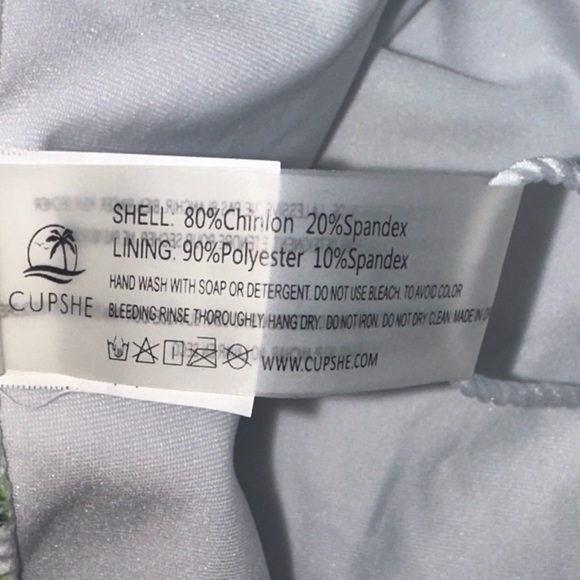 SHELL: 80%Chinlon 20%Spandex
LINING: 90%Polyester 10%Spandex
HAND WASH WITH SOAP OR DETERGENT. DO NOT USE BLEACH. TO AVOID COLOR
BLEEDING RINSE THOROUGHLY. HANG DRY. DO NOT IRON. DO NOT DRY CLEAN. MADE IN
CUPSHE
WWW.CUPSHE.COM